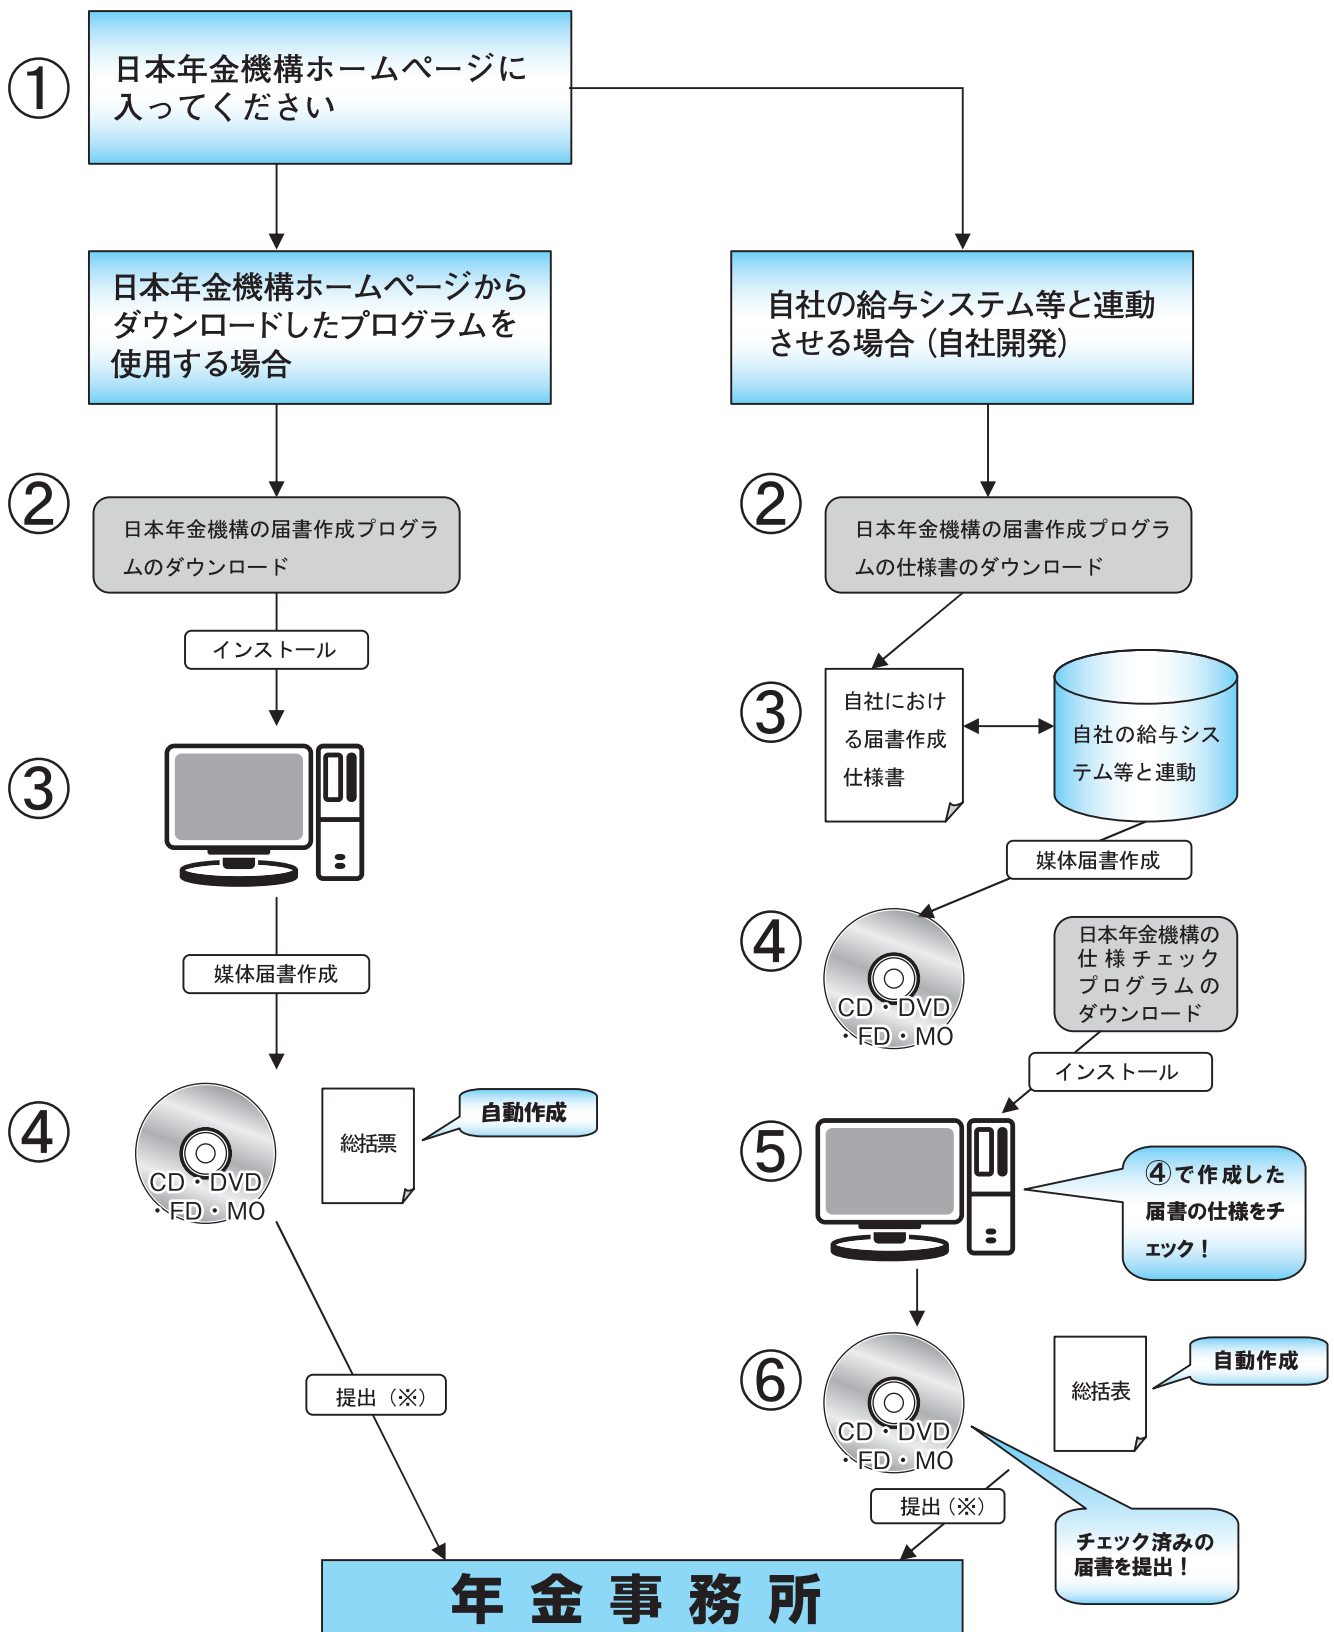 ①
日本年金機構ホームページに
入ってください
日本年金機構ホームページから
ダウンロードしたプログラムを
使用する場合
②
日本年金機構の届書作成プログラ
ムのダウンロード
インストール
③
媒体届書作成
④
CD・DVD
・FD・MO
総括票
自動作成
提出（※）
自社の給与システム等と連動
させる場合（自社開発）
②
日本年金機構の届書作成プログラ
ムの仕様書のダウンロード
③
自社におけ
る届書作成
仕様書
自社の給与シス
テム等と連動
媒体届書作成
④
CD・DVD
・FD・MO
日本年金機構の
仕様チェック
プログラムの
ダウンロード
インストール
⑤
④で作成した
届書の仕様をチ
ェック！
⑥
CD・DVD
・FD・MO
総括表
自動作成
提出（※）
チェック済みの
届書を提出！
年金事務所